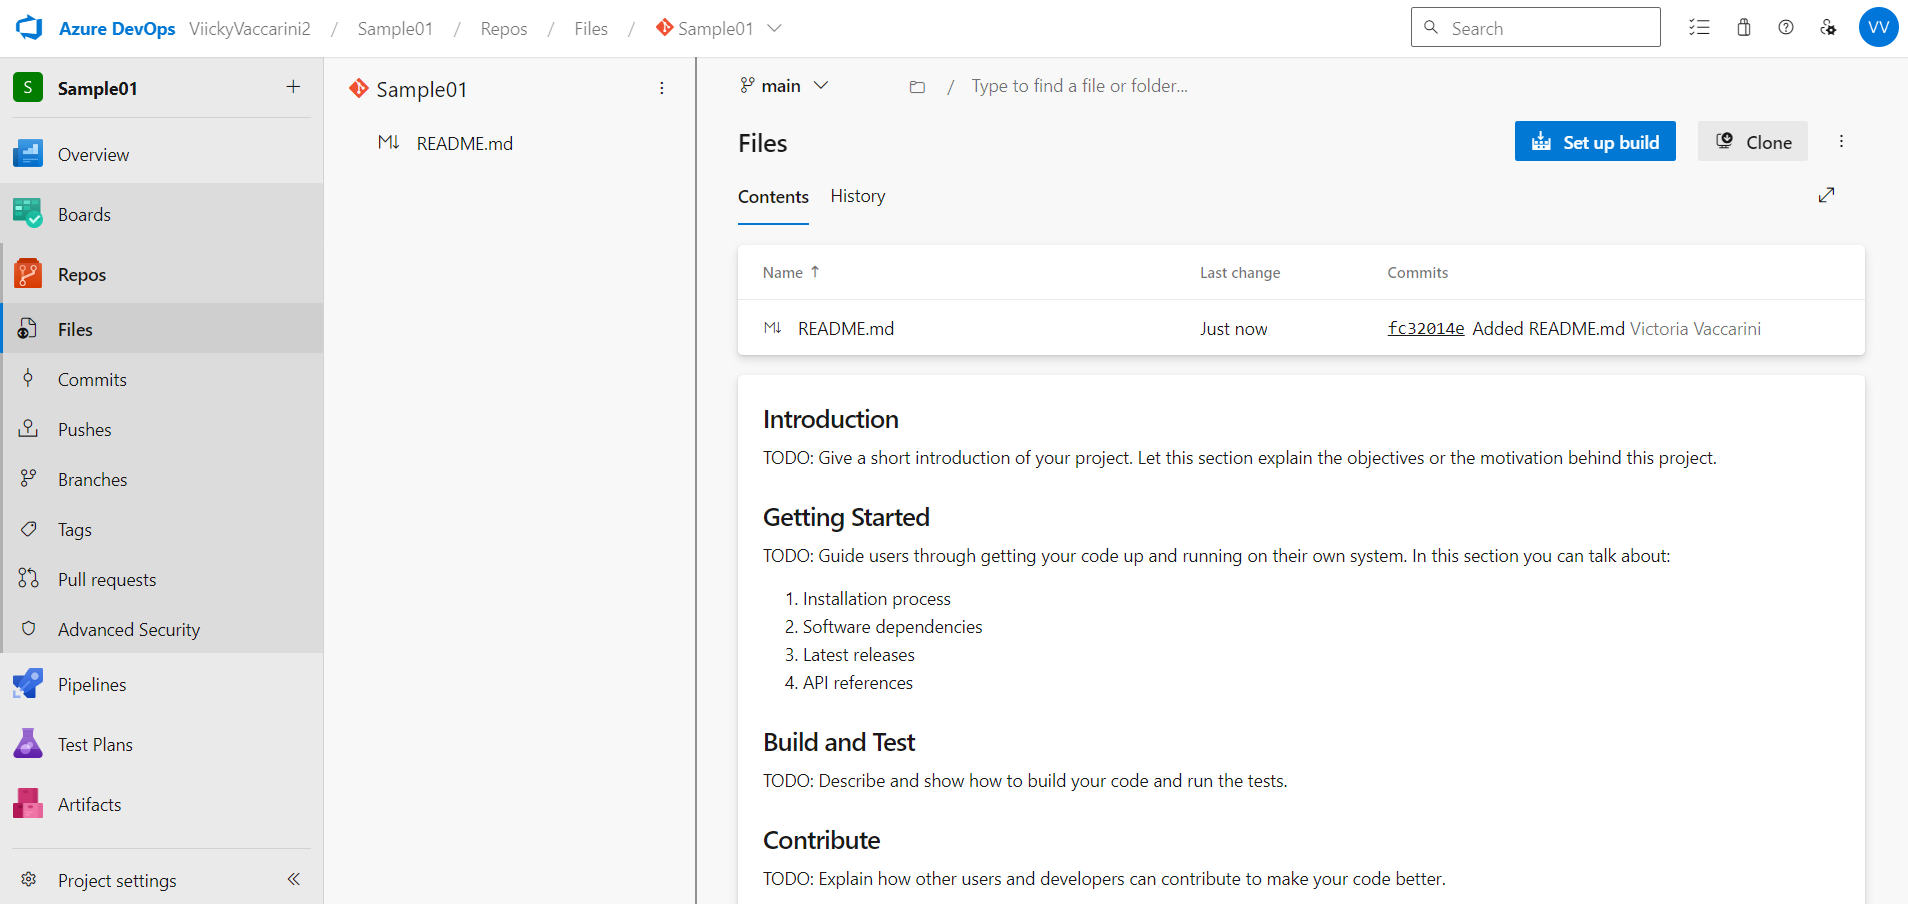 Azure DevOps ViickyVaccarini2 / Sample01 / Repos / Files / Sample01
Search
VV
S Sample01
Overview
Boards
Repos
Files
Commits
Pushes
Branches
Tags
Pull requests
Advanced Security
Pipelines
Test Plans
Artifacts
Project settings
Sample01
M↓ README.md
main
/ Type to find a file or folder...
Files
Set up build
Clone
Contents History
Name ↑ Last change Commits
M↓ README.md Just now fc32014e Added README.md Victoria Vaccarini
Introduction
TODO: Give a short introduction of your project. Let this section explain the objectives or the motivation behind this project.
Getting Started
TODO: Guide users through getting your code up and running on their own system. In this section you can talk about:
1. Installation process
2. Software dependencies
3. Latest releases
4. API references
Build and Test
TODO: Describe and show how to build your code and run the tests.
Contribute
TODO: Explain how other users and developers can contribute to make your code better.